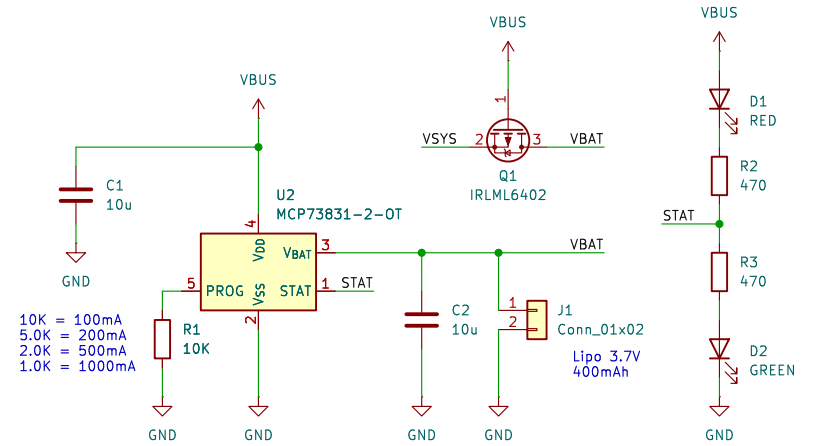 VBUS
VBUS
VBUS
1
VSYS
2
3
VBAT
Q1
IRLML6402
D1
RED
R2
470
STAT
R3
470
D2
GREEN
GND
C1
10u
GND
U2
MCP73831-2-OT
4
VDD
VBAT
3
VBAT
5
PROG
VSS
STAT
1
STAT
2
10K = 100mA
5.0K = 200mA
2.0K = 500mA
1.0K = 1000mA
R1
10K
C2
10u
1
2
J1
Conn_01x02
Lipo 3.7V
400mAh
GND
GND
GND
GND